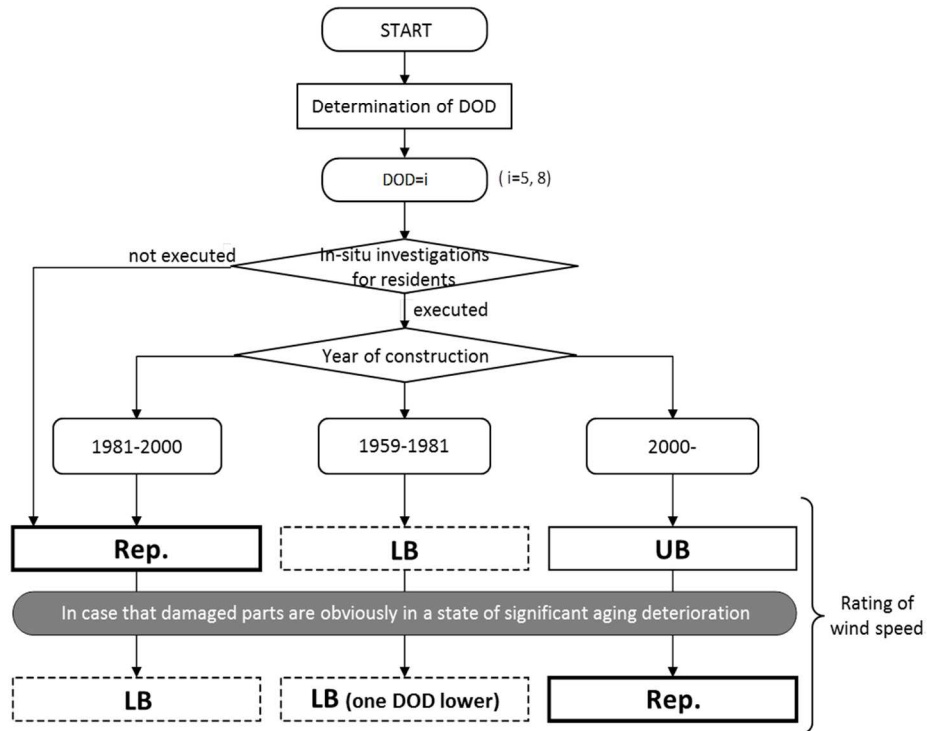 START
Determination of DOD
DOD=i
( i=5, 8)
not executed
In-situ investigations
for residents
executed
Year of construction
1981-2000
1959-1981
2000-
Rep.
LB
UB
In case that damaged parts are obviously in a state of significant aging deterioration
Rating of
wind speed
LB
LB (one DOD lower)
Rep.